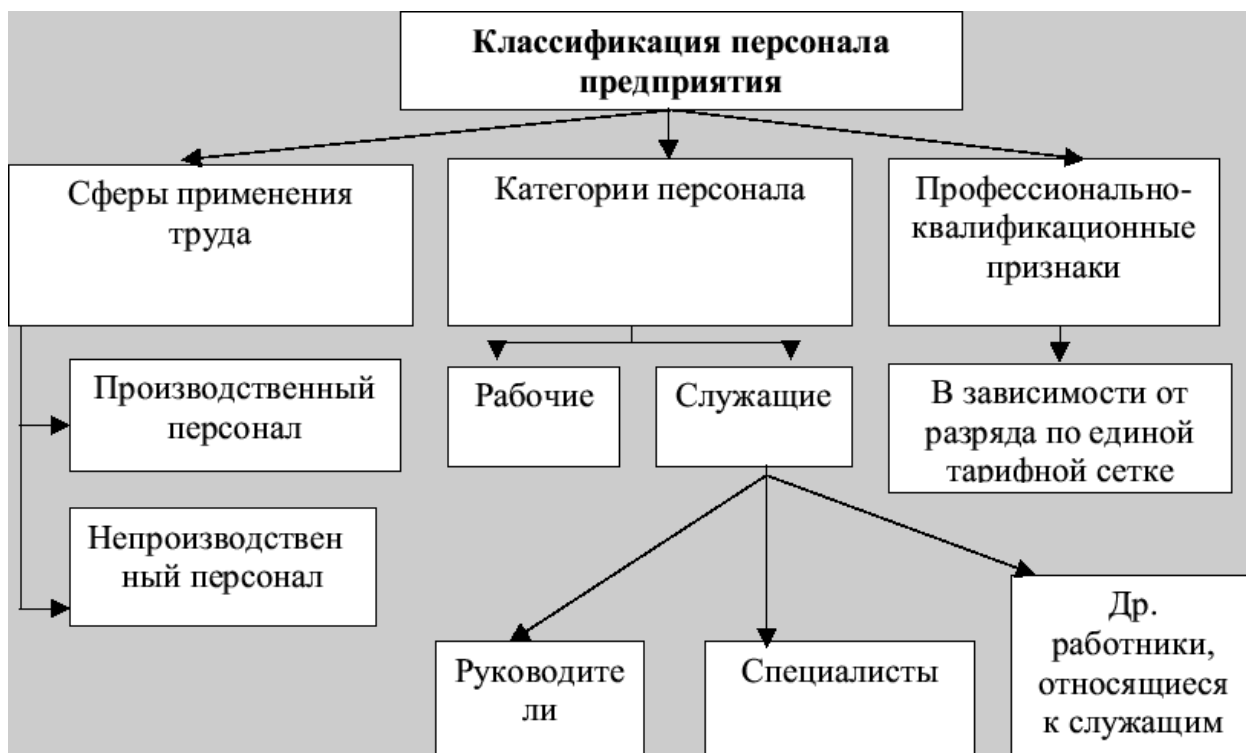 Классификация персонала
предприятия
Сферы применения
труда
Категории персонала
Профессионально-
квалификационные
признаки
Производственный
персонал
Непроизводствен
ный персонал
Рабочие
Служащие
В зависимости от
разряда по единой
тарифной сетке
Руководите
ли
Специалисты
Др.
работники,
относящиеся
к служащим